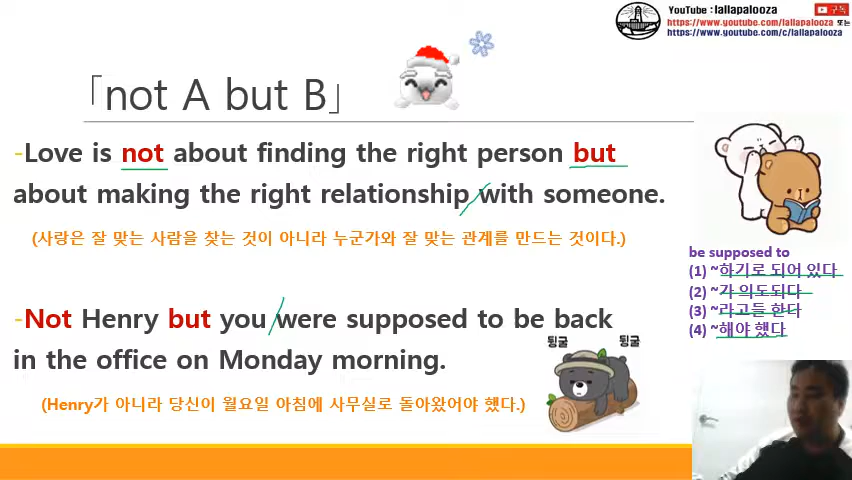 YouTube : lallapalooza
구독
https://www.youtube.com/lallapalooza 또는
https://www.youtube.com/c/lallapalooza
「not A but B」
-Love is not about finding the right person but
about making the right relationship with someone.
(사랑은 잘 맞는 사람을 찾는 것이 아니라 누군가와 잘 맞는 관계를 만드는 것이다.)
be supposed to
(1) ~하기로 되어 있다
(2) ~가 의도되다
(3) ~라고들 한다
(4) ~해야 했다
-Not Henry but you were supposed to be back
in the office on Monday morning.
(Henry가 아니라 당신이 월요일 아침에 사무실로 돌아왔어야 했다.)
뒹굴 뒹굴